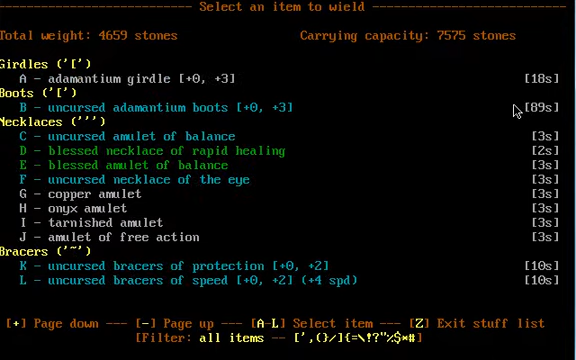 ------------------------- Select an item to wield -------------------------
Total weight: 4659 stones Carrying capacity: 7575 stones
Girdles ('[')
A - adamantium girdle [+0, +3] [18s]
Boots ('[')
B - uncursed adamantium boots [+0, +3] [89s]
Necklaces (''')
C - uncursed amulet of balance [3s]
D - blessed necklace of rapid healing [2s]
E - blessed amulet of balance [3s]
F - uncursed necklace of the eye [3s]
G - copper amulet [3s]
H - onyx amulet [3s]
I - tarnished amulet [3s]
J - amulet of free action [3s]
Bracers ('~')
K - uncursed bracers of protection [+0, +2] [10s]
L - uncursed bracers of speed [+0, +2] (+4 spd) [10s]
[+] Page down --- [-] Page up --- [A-L] Select item --- [Z] Exit stuff list
[Filter: all items -- [',(}/]{=\!?"%$*#]